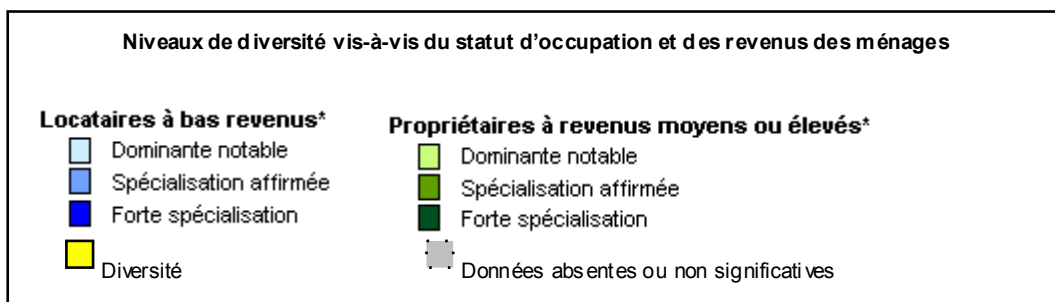 Niveaux de diversité vis-à-vis du statut d'occupation et des revenus des ménages
Locataires à bas revenus*
Dominante notable
Spécialisation affirmée
Forte spécialisation
Diversité
Propriétaires à revenus moyens ou élevés*
Dominante notable
Spécialisation affirmée
Forte spécialisation
Données absentes ou non significatives